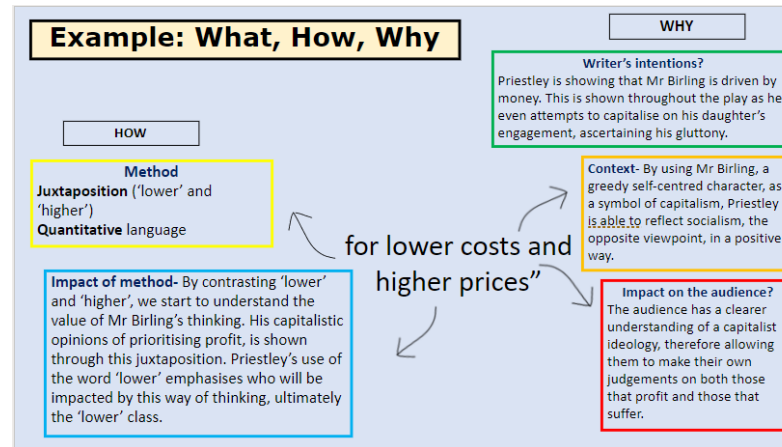 Example: What, How, Why
WHY
Writer's intentions?
Priestley is showing that Mr Birling is driven by
money. This is shown throughout the play as he
even attempts to capitalise on his daughter's
engagement, ascertaining his gluttony.
HOW
Method
Juxtaposition ('lower' and
'higher')
Quantitative language
Context- By using Mr Birling, a
greedy self-centred character, as
a symbol of capitalism, Priestley
is able to reflect socialism, the
opposite viewpoint, in a positive
way.
for lower costs and
higher prices"
Impact of method- By contrasting 'lower'
and 'higher', we start to understand the
value of Mr Birling's thinking. His capitalistic
opinions of prioritising profit, is shown
through this juxtaposition. Priestley's use of
the word 'lower' emphasises who will be
impacted by this way of thinking, ultimately
the 'lower' class.
Impact on the audience?
The audience has a clearer
understanding of a capitalist
ideology, therefore allowing
them to make their own
judgements on both those
that profit and those that
suffer.